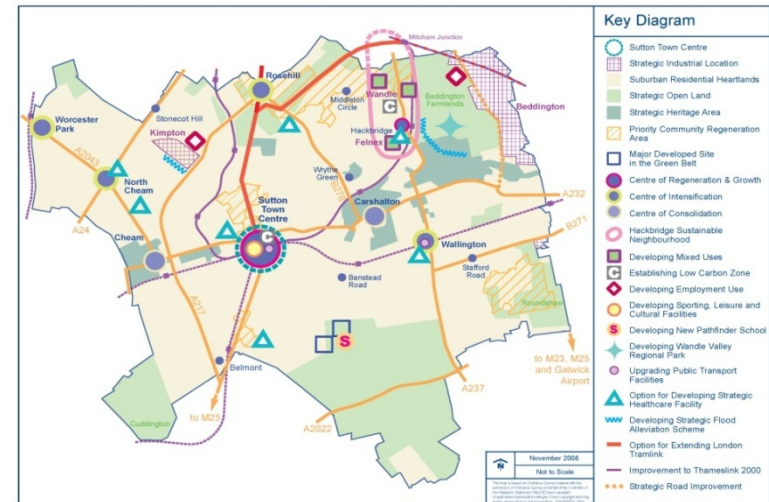 Key Diagram
Sutton Town Centre
Strategic Industrial Location
Suburban Residential Heartlands
Strategic Open Land
Strategic Heritage Area
Priority Community Regeneration
Area
Major Developed Site
in the Green Belt
Centre of Regeneration & Growth
Centre of Intensification
Centre of Consolidation
Hackbridge Sustainable
Neighbourhood
Developing Mixed Uses
C
Establishing Low Carbon Zone
Developing Employment Use
Developing Sporting, Leisure and
Cultural Facilities
S
Developing New Pathfinder School
Developing Wandle Valley
Regional Park
Upgrading Public Transport
Facilities
Option for Developing Strategic
Healthcare Facility
Developing Strategic Flood
Alleviation Scheme
Option for Extending London
Tramlink
Improvement to Thameslink 2000
Strategic Road Improvement
Mitcham Junction
Rosehill
Middleton
Circle
Wandle
C
Beddington
Farmlands
Beddington
Worcester
Park
Stonecot Hill
Kimpton
Hackbridge
Felnex
A2043
North
Cheam
Wrythe
Green
B278
A24
Sutton
Town
Centre
C
Carshalton
A232
B271
Cheam
Wallington
Stafford
Road
Banstead
Road
Roundshaw
A217
S
Belmont
to M23, M25
and Gatwick
Airport
A237
Cuddington
to M25
A2022
N
November 2008
Not to Scale